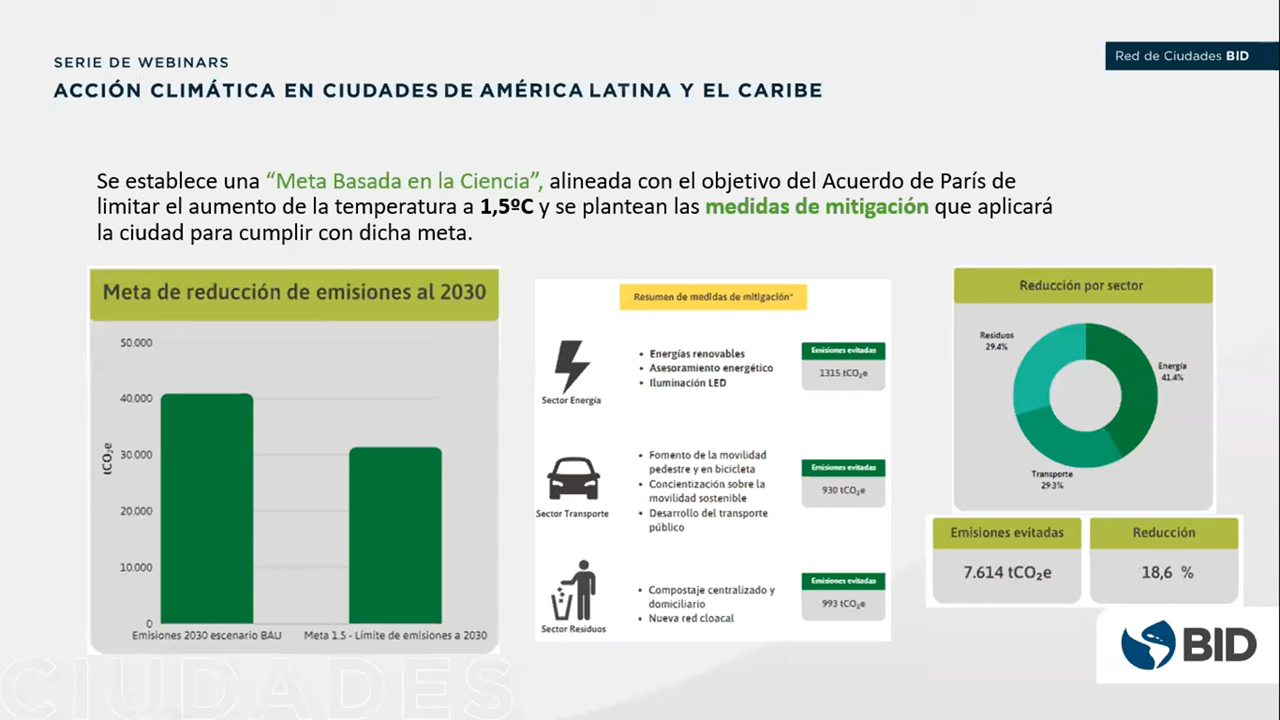 SERIE DE WEBINARS
ACCIÓN CLIMÁTICA EN CIUDADES DE AMÉRICA LATINA Y EL CARIBE
Red de Ciudades BID
Se establece una “Meta Basada en la Ciencia”, alineada con el objetivo del Acuerdo de París de
limitar el aumento de la temperatura a 1,5ºC y se plantean las medidas de mitigación que aplicará
la ciudad para cumplir con dicha meta.
Meta de reducción de emisiones al 2030
50.000
40.000
30.000
20.000
10.000
0
tCO₂e
Emisiones 2030 escenario BAU
Meta 1.5 - Límite de emisiones a 2030
Resumen de medidas de mitigación*
Sector Energía
• Energías renovables
• Asesoramiento energético
• Iluminación LED
Emisiones evitadas
1315 tCO₂e
Sector Transporte
• Fomento de la movilidad
pedestre y en bicicleta
• Concientización sobre la
movilidad sostenible
• Desarrollo del transporte
público
Emisiones evitadas
930 tCO₂e
Sector Residuos
• Compostaje centralizado y
domiciliario
• Nueva red cloacal
Emisiones evitadas
993 tCO₂e
Reducción por sector
Residuos
29.4%
Energía
41.4%
Transporte
29.3%
Emisiones evitadas
7.614 tCO₂e
Reducción
18,6 %
BID
CIUDADES